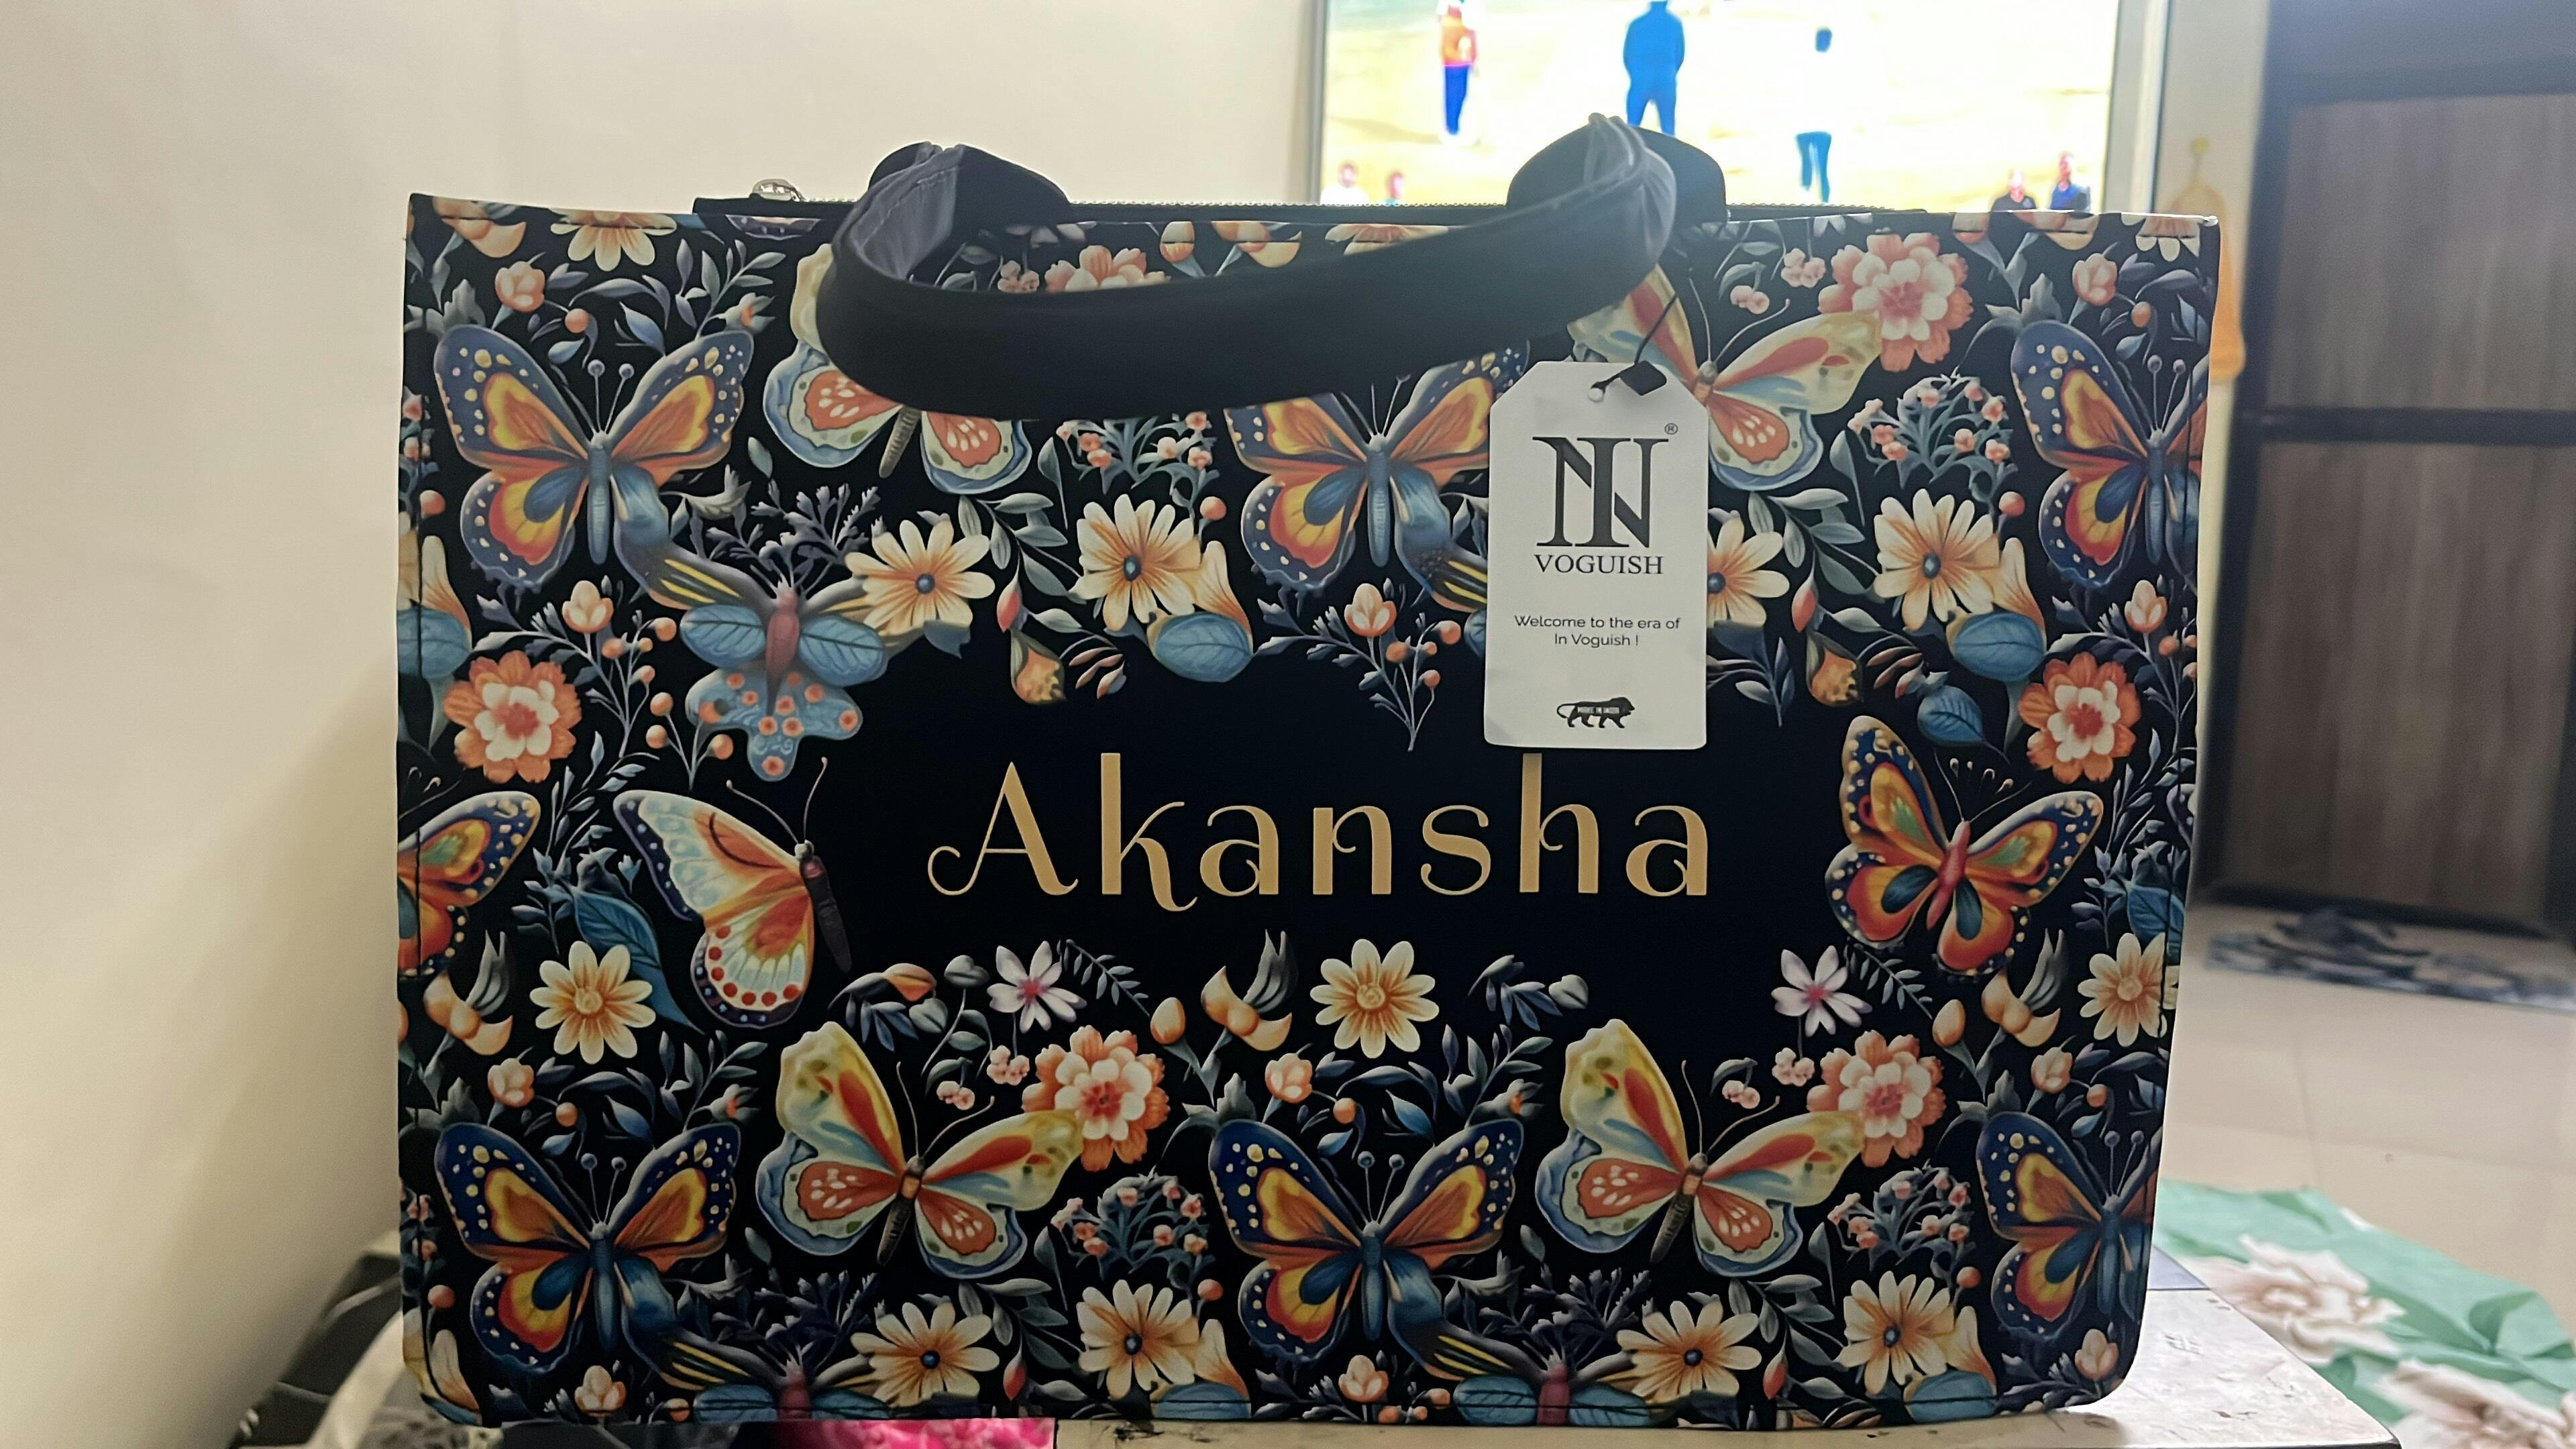 IN
®
VOGUISH
Welcome to the era of
In Voguish !
Akansha